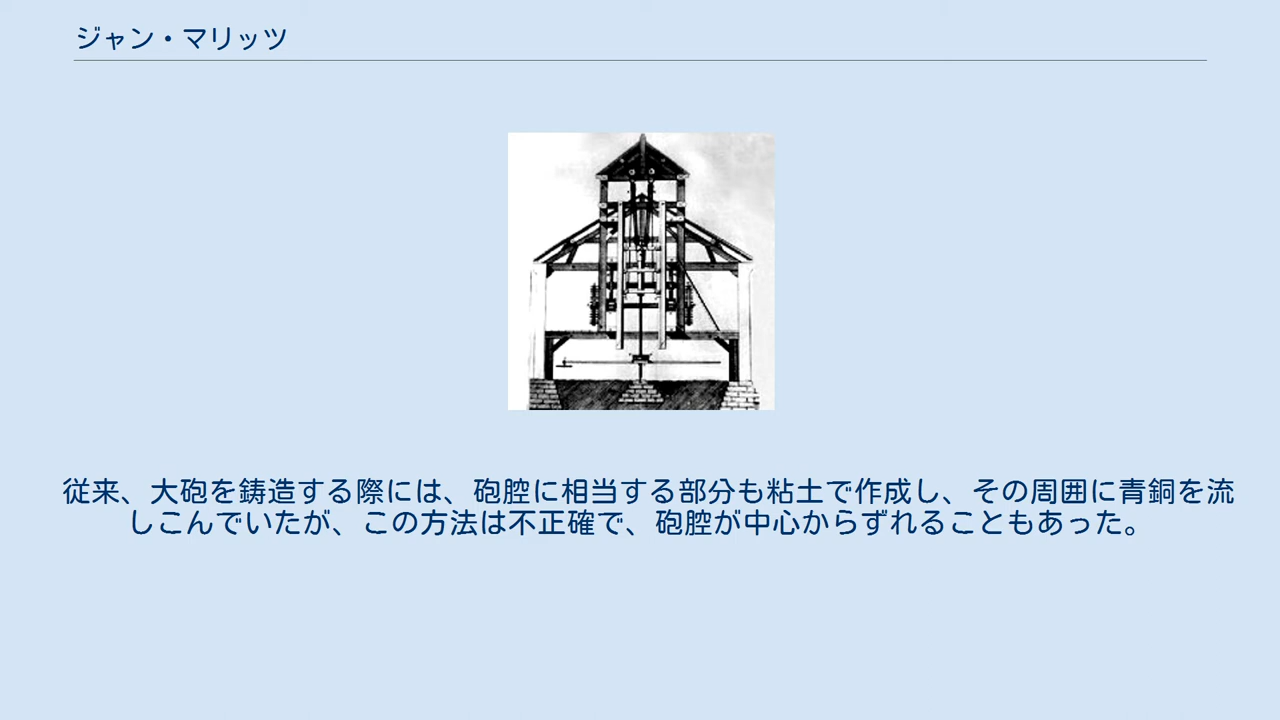 ジャン・マリッツ
従来、大砲を鋳造する際には、砲腔に相当する部分も粘土で作成し、その周囲に青銅を流
しこんでいたが、この方法は不正確で、砲腔が中心からずれることもあった。